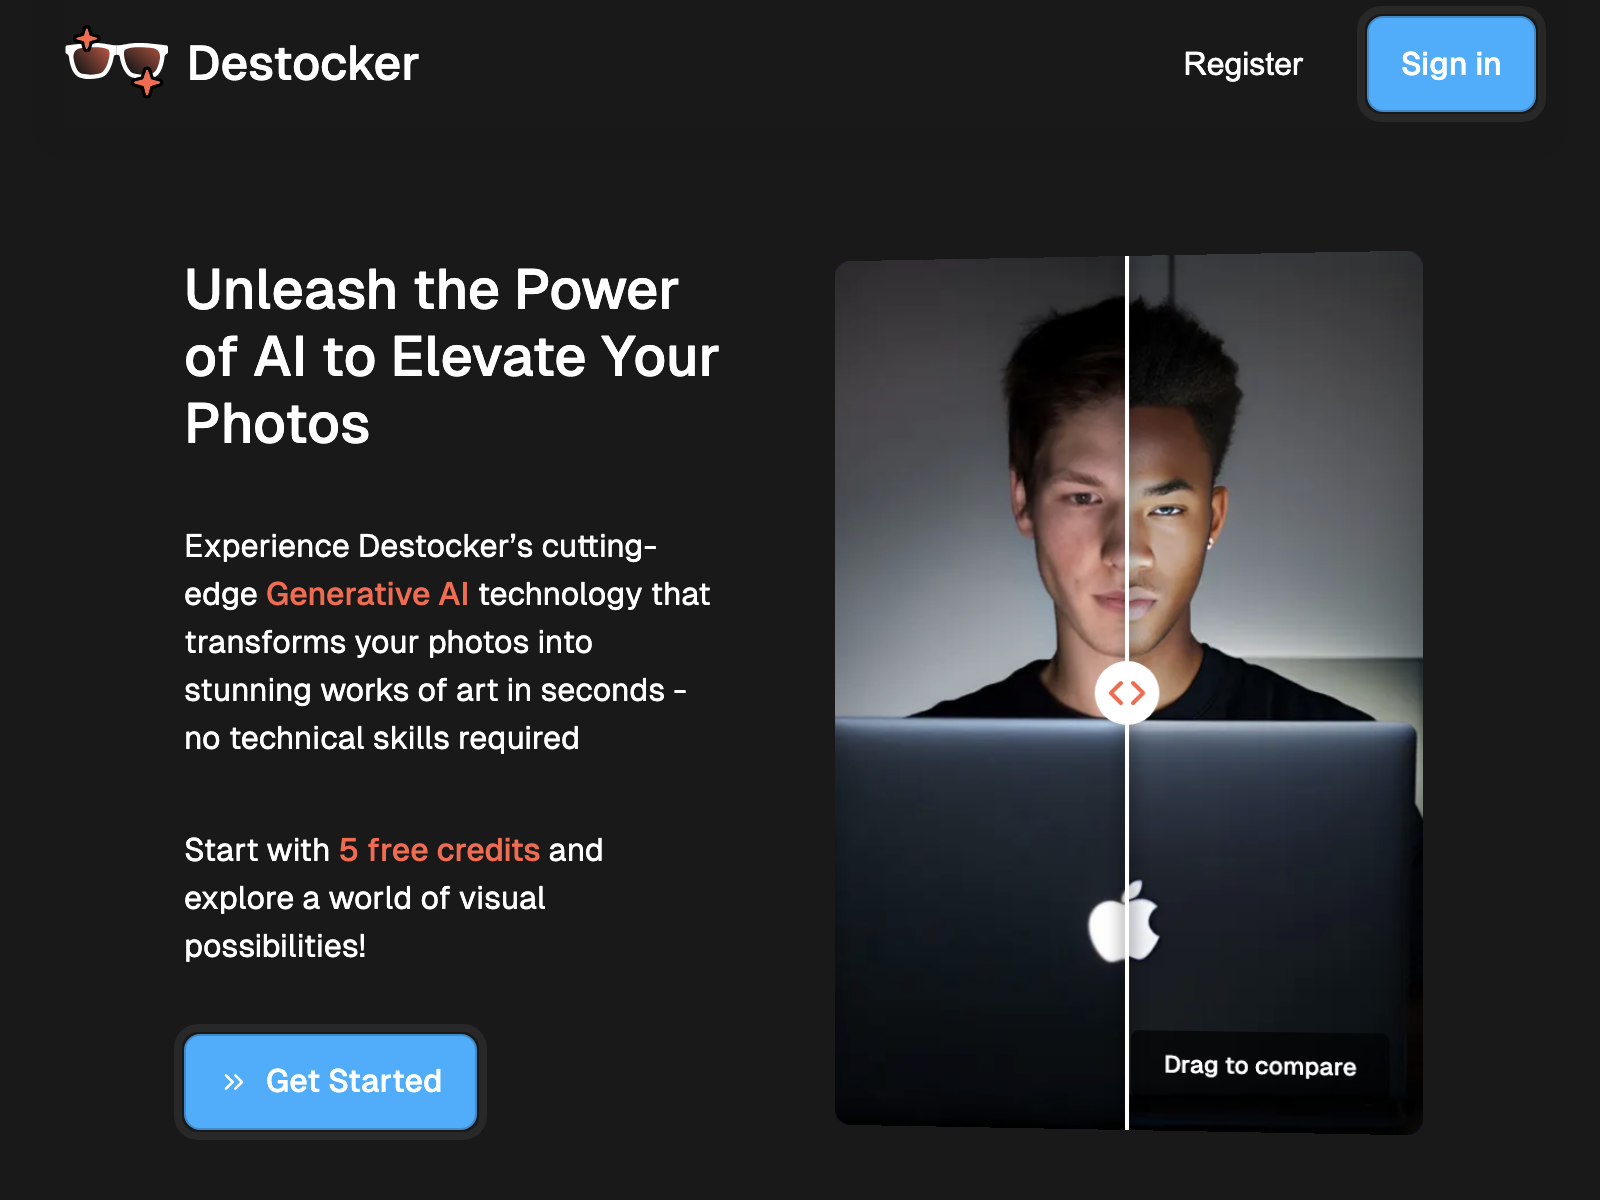 Destocker
Register
Sign in
Unleash the Power
of AI to Elevate Your
Photos
Experience Destocker’s cutting-
edge Generative AI technology that
transforms your photos into
stunning works of art in seconds -
no technical skills required
Start with 5 free credits and
explore a world of visual
possibilities!
Get Started
Drag to compare